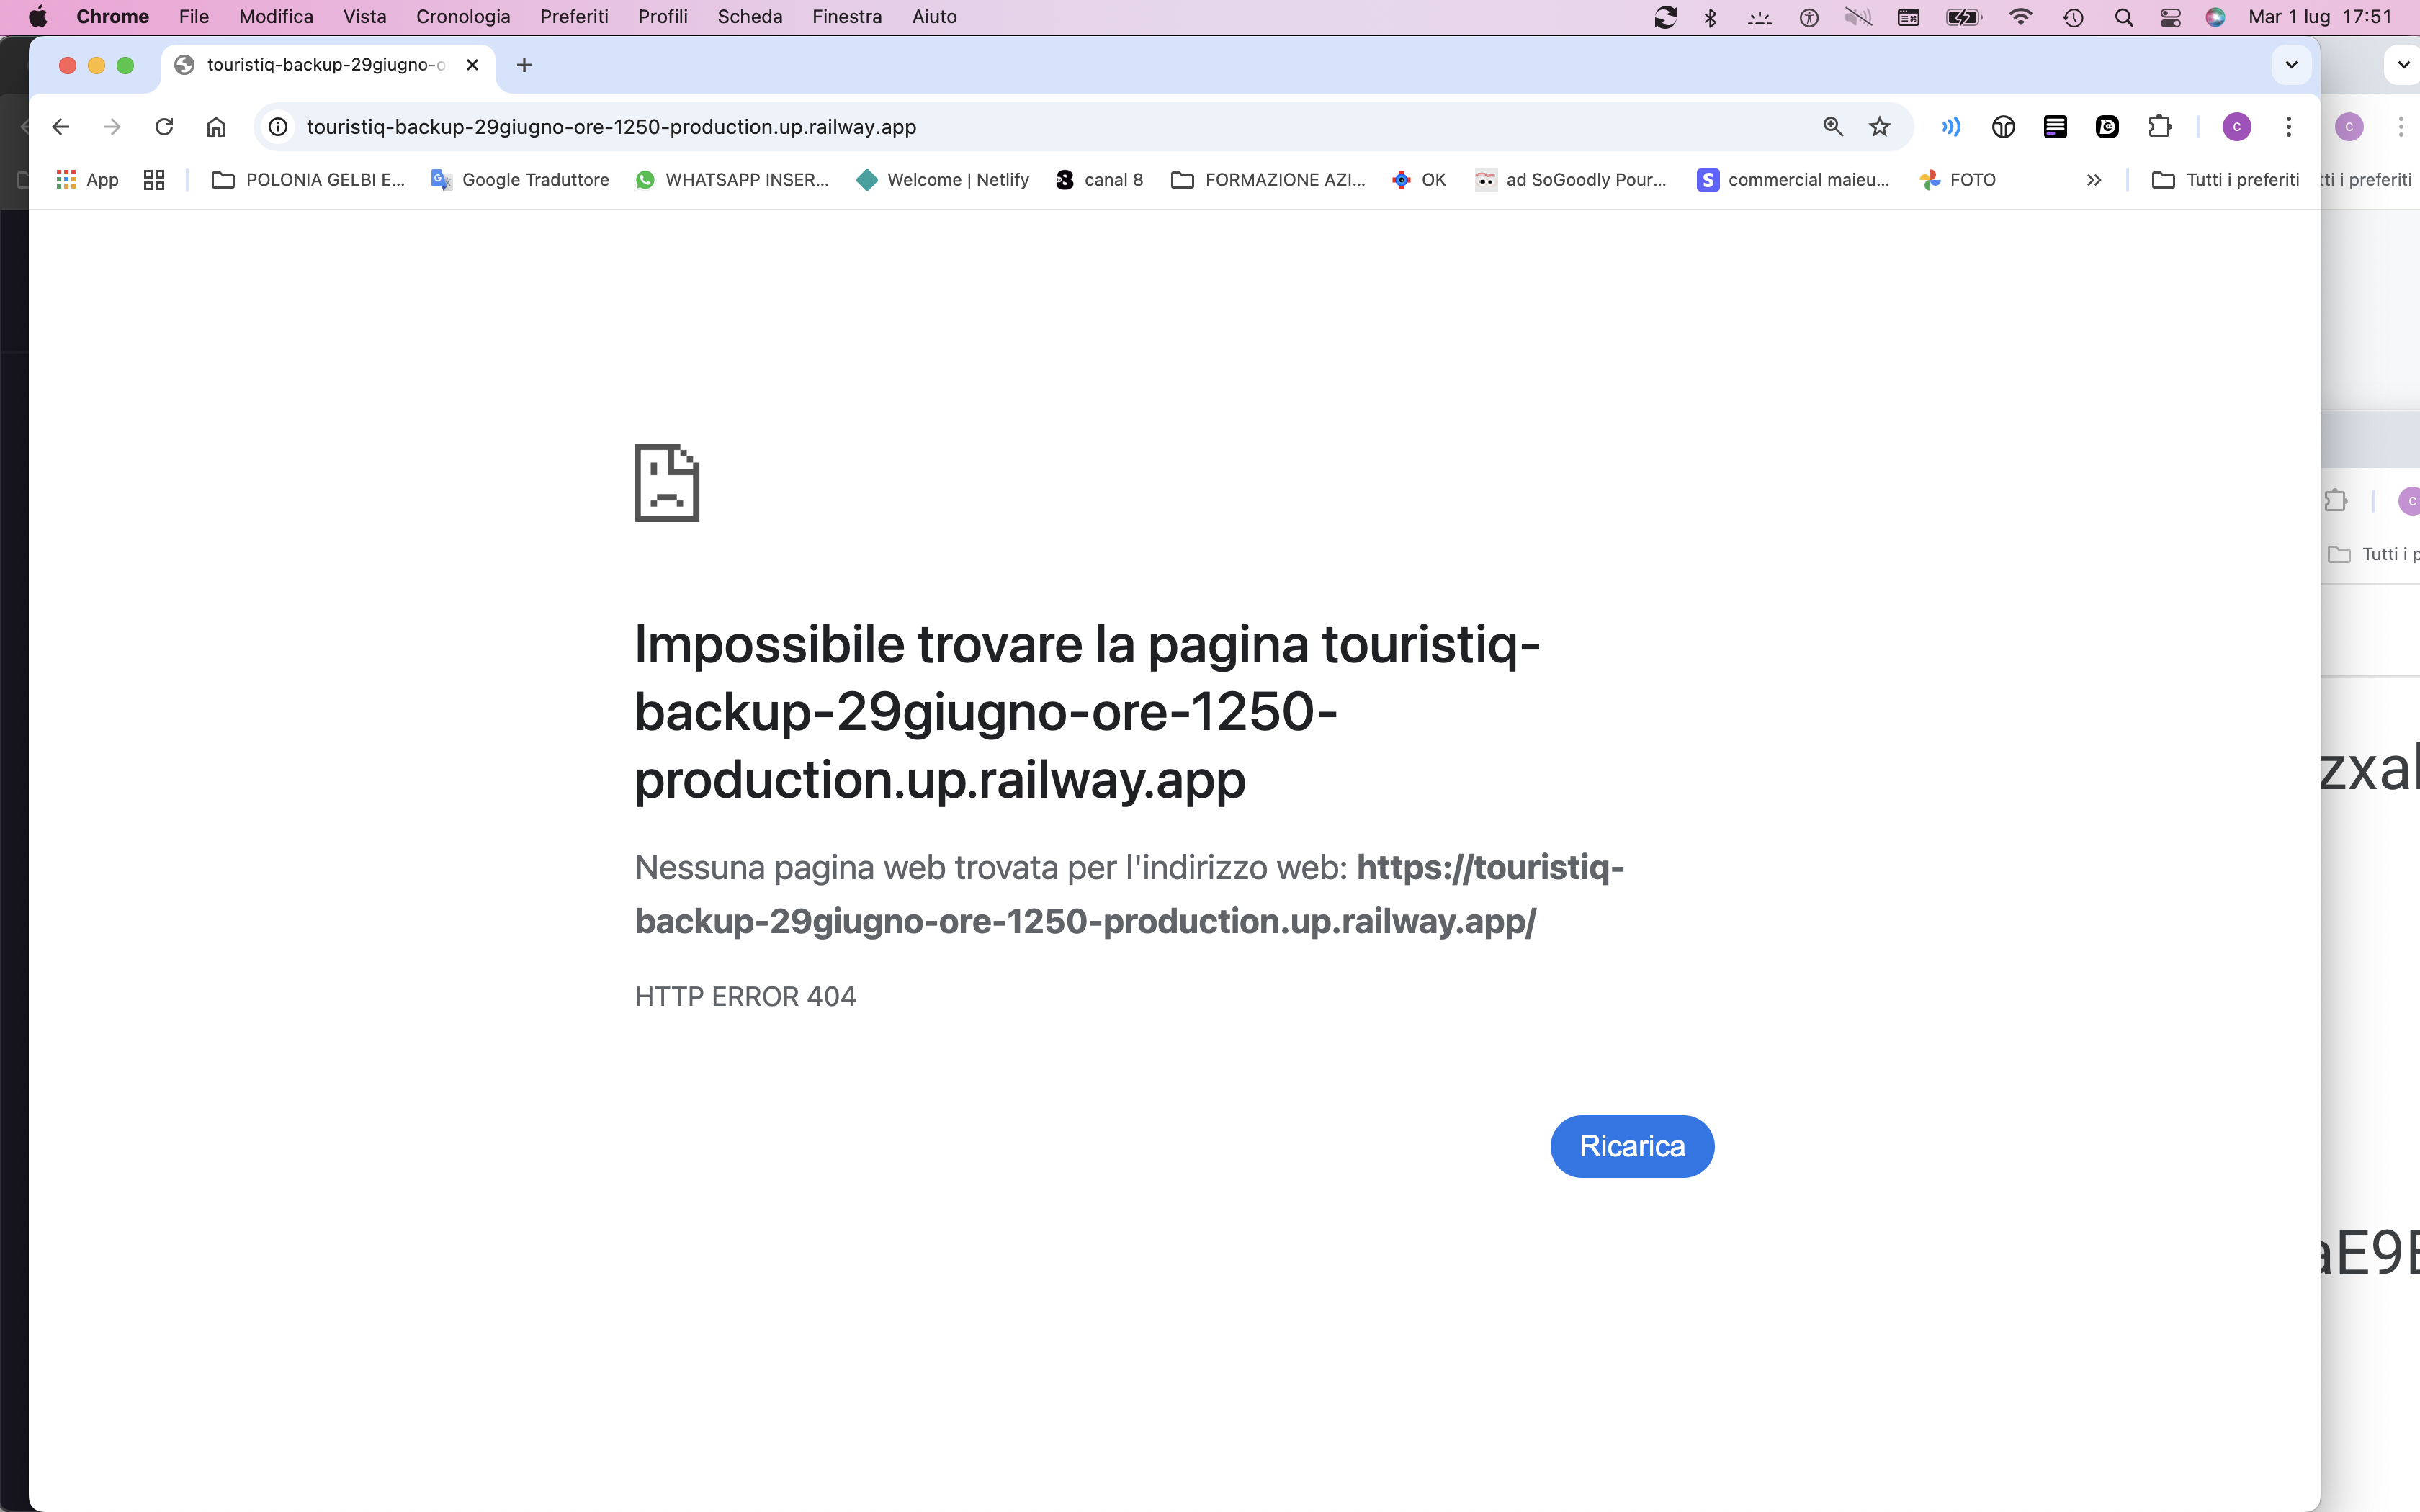 Chrome File Modifica Vista Cronologia Preferiti Profili Scheda Finestra Aiuto Mar 1 lug 17:51
touristiq-backup-29giugno-o
touristiq-backup-29giugno-ore-1250-production.up.railway.app
App POLONIA GELBI E... Google Traduttore WHATSAPP INSER... Welcome | Netlify canal 8 FORMAZIONE AZI... OK ad SoGoodly Pour... commercial maieu... FOTO Tutti i preferiti tti i preferiti
Tutti i p
Impossibile trovare la pagina touristiq-
backup-29giugno-ore-1250-
production.up.railway.app
zxal
Nessuna pagina web trovata per l'indirizzo web: https://touristiq-
backup-29giugno-ore-1250-production.up.railway.app/
HTTP ERROR 404
Ricarica